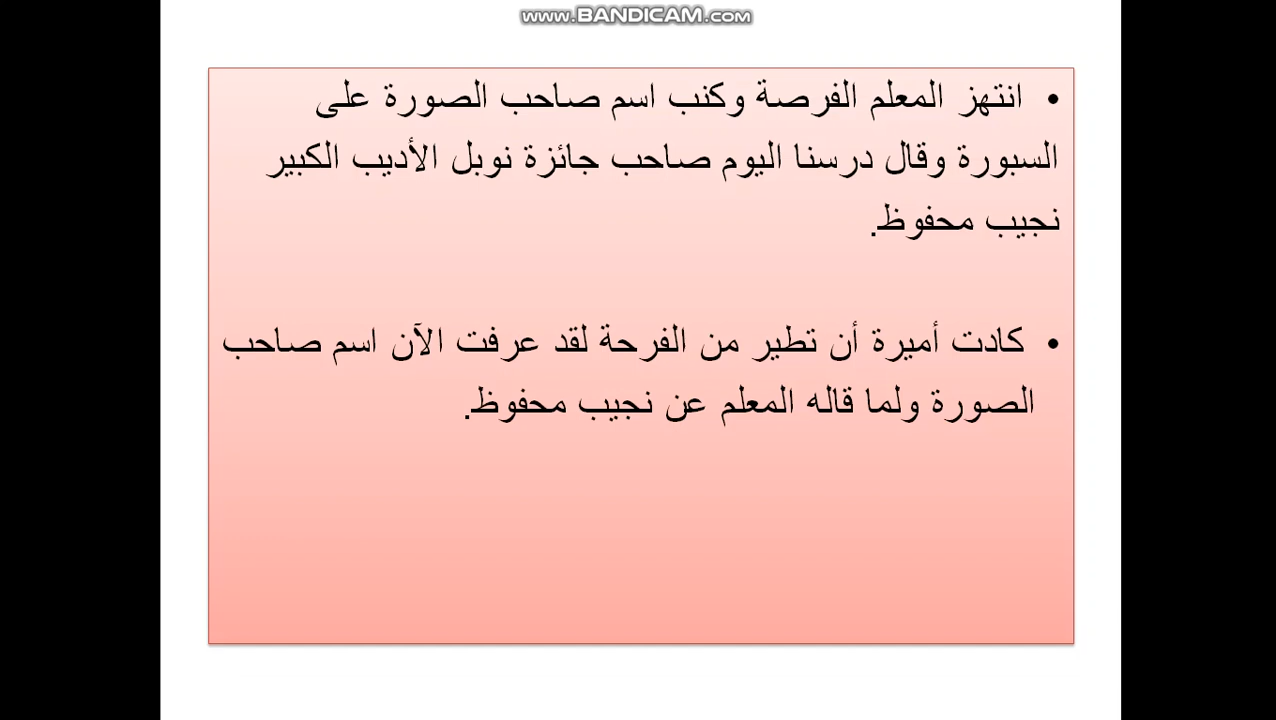 www.BANDICAM.com
• انتهز المعلم الفرصة وكتب اسم صاحب الصورة على
السبورة وقال درسنا اليوم صاحب جائزة نوبل الأديب الكبير
نجيب محفوظ.
• كادت أميرة أن تطير من الفرحة لقد عرفت الآن اسم صاحب
الصورة ولما قاله المعلم عن نجيب محفوظ.